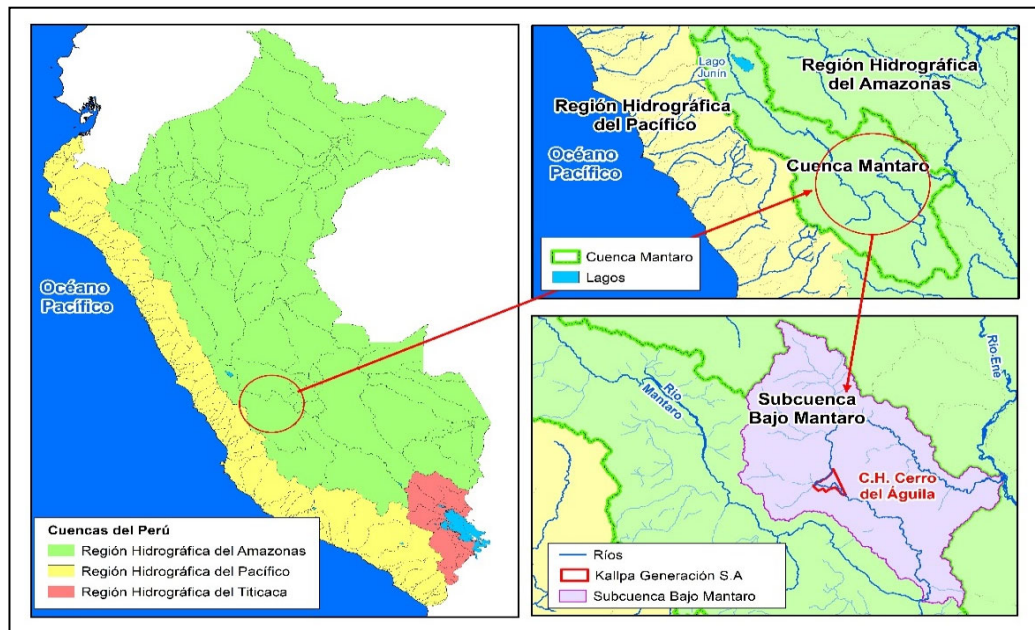 Océano
Pacífico
Cuencas del Perú
Región Hidrográfica del Amazonas
Región Hidrográfica del Pacífico
Región Hidrográfica del Titicaca
Lago
Junín
Región Hidrográfica
del Amazonas
Región Hidrográfica
del Pacífico
Océano
Pacífico
Cuenca Mantaro
Cuenca Mantaro
Lagos
Río
Mantaro
Río Ene
Subcuenca
Bajo Mantaro
C.H. Cerro
del Águila
Ríos
Kallpa Generación S.A
Subcuenca Bajo Mantaro